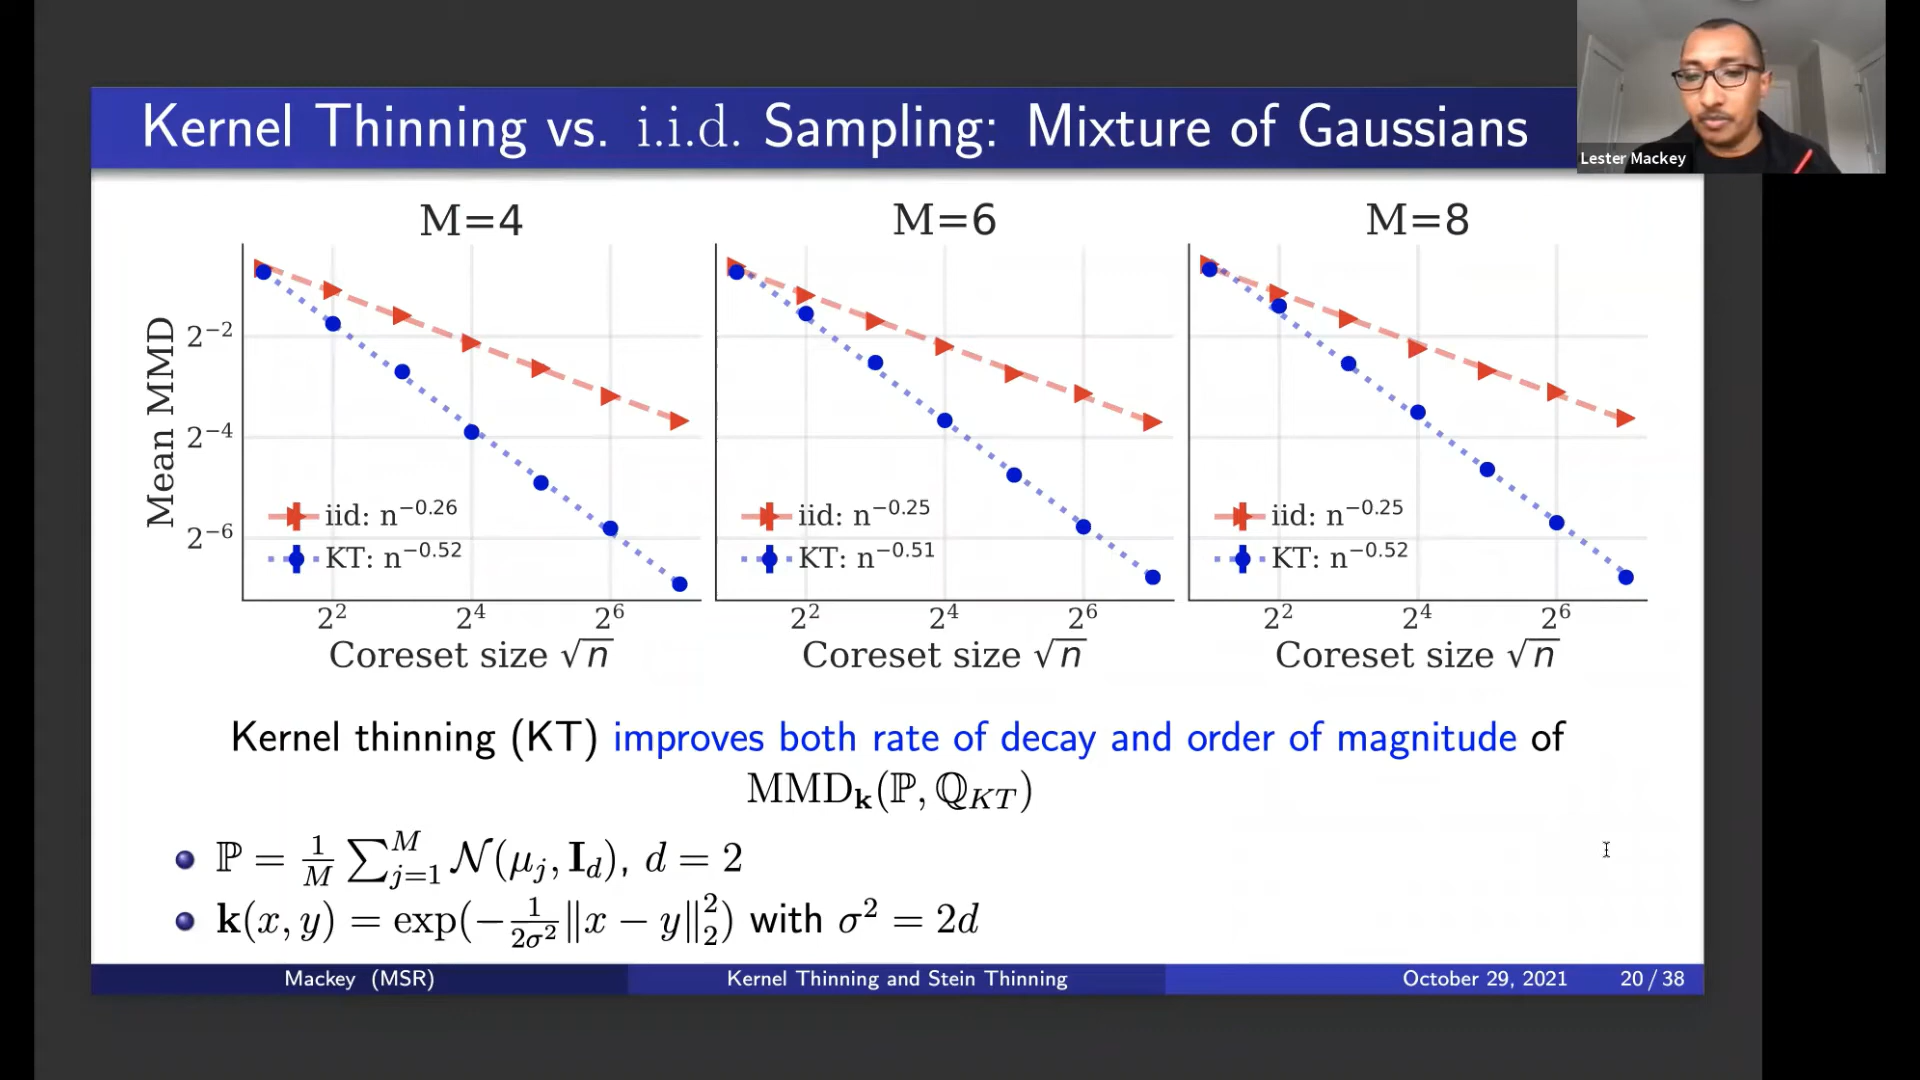 Lester Mackey
Kernel Thinning vs. i.i.d. Sampling: Mixture of Gaussians
M=4
M=6
M=8
Mean MMD
2⁻²
2⁻⁴
2⁻⁶
iid: n⁻⁰·²⁶
KT: n⁻⁰·⁵²
iid: n⁻⁰·²⁵
KT: n⁻⁰·⁵¹
iid: n⁻⁰·²⁵
KT: n⁻⁰·⁵²
2² 2⁴ 2⁶
2² 2⁴ 2⁶
2² 2⁴ 2⁶
Coreset size √n
Coreset size √n
Coreset size √n
Kernel thinning (KT) improves both rate of decay and order of magnitude of
MMD_𝐤(ℙ, ℚ_KT)
ℙ = 1/M ∑_{j=1}^{M} 𝒩(μ_j, 𝐈_d), d = 2
𝐤(x, y) = exp(−1/(2σ²) ‖x − y‖₂²) with σ² = 2d
Mackey (MSR)
Kernel Thinning and Stein Thinning
October 29, 2021
20 / 38